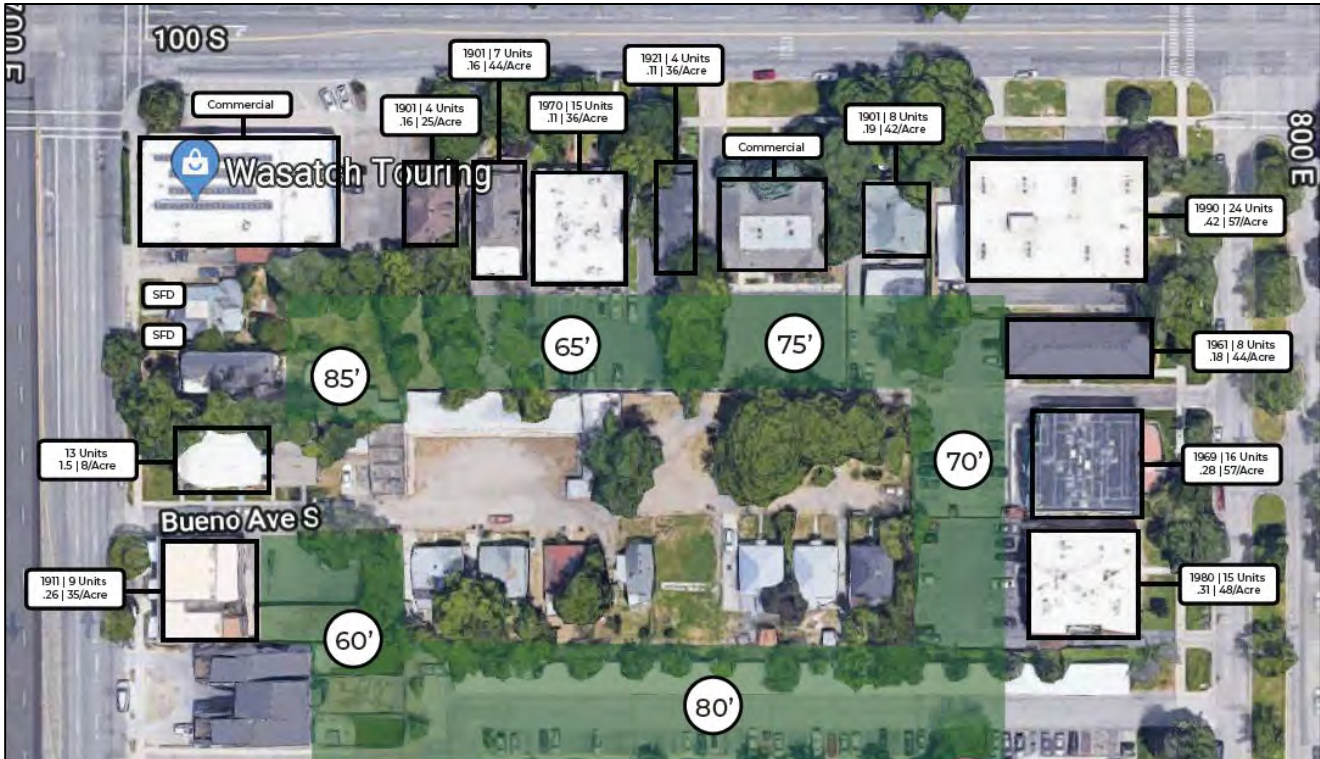 700 E
100 S
800 E
Commercial
1901 | 4 Units
.16 | 25/Acre
1901 | 7 Units
.16 | 44/Acre
1970 | 15 Units
.11 | 36/Acre
1921 | 4 Units
.11 | 36/Acre
Commercial
1901 | 8 Units
.19 | 42/Acre
Wasatch Touring
1990 | 24 Units
.42 | 57/Acre
SFD
SFD
85’
65’
75’
1961 | 8 Units
.18 | 44/Acre
13 Units
1.5 | 8/Acre
70’
1969 | 16 Units
.28 | 57/Acre
Bueno Ave S
1911 | 9 Units
.26 | 35/Acre
1980 | 15 Units
.31 | 48/Acre
60’
80’